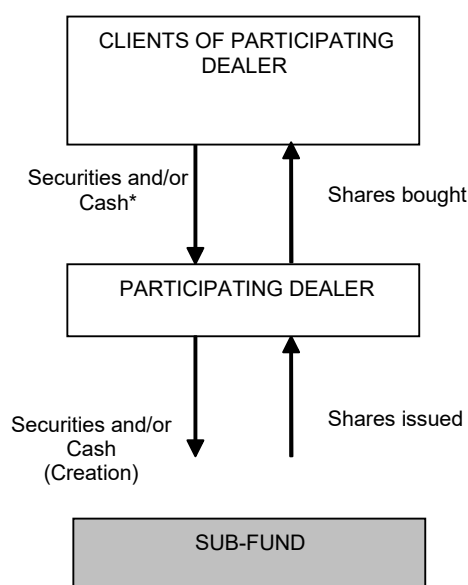 CLIENTS OF PARTICIPATING
DEALER
Securities and/or
Cash*
Shares bought
PARTICIPATING DEALER
Securities and/or
Cash
(Creation)
Shares issued
SUB-FUND